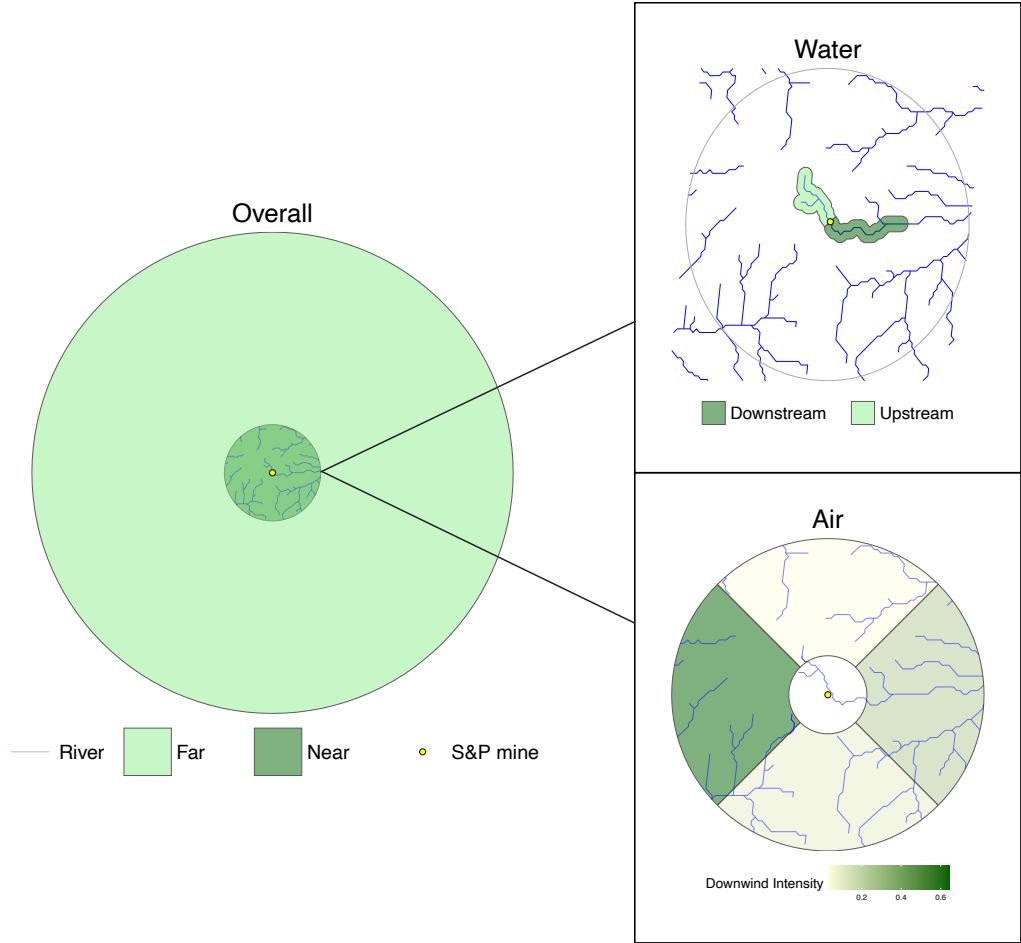 Overall
River
Far
Near
S&P mine
Water
Downstream
Upstream
Air
Downwind Intensity
0.2
0.4
0.6